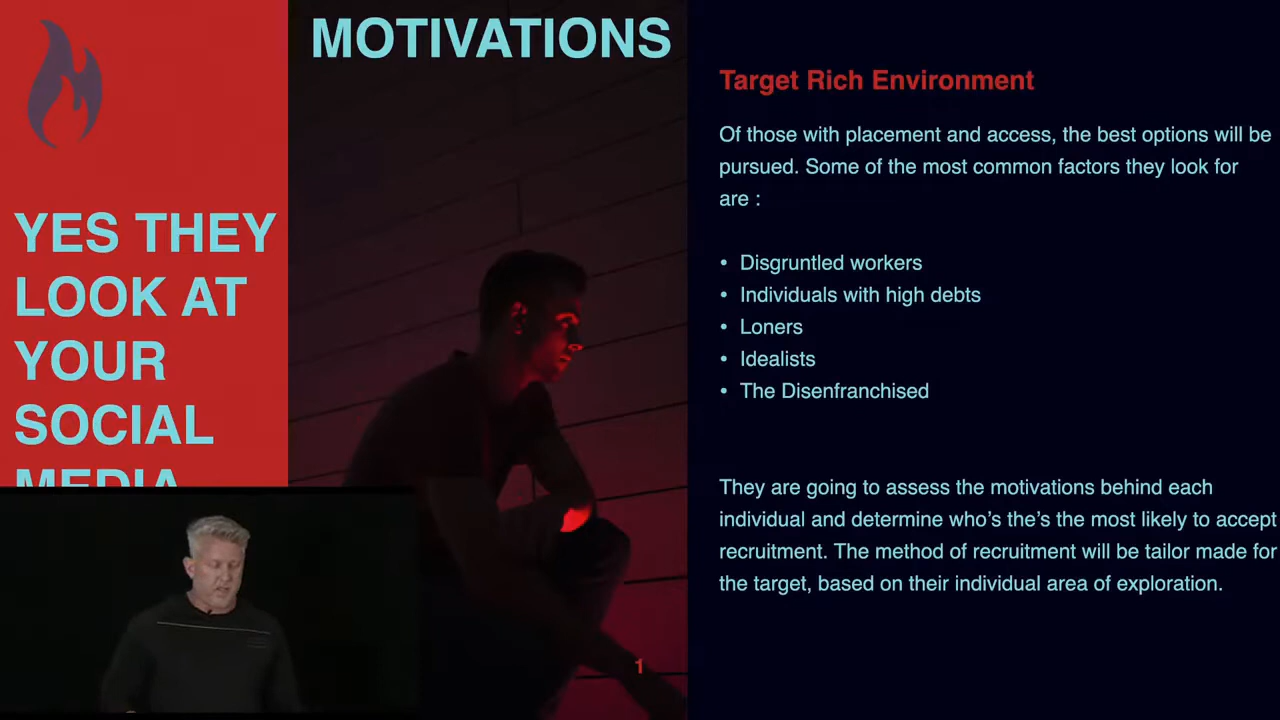 MOTIVATIONS
YES THEY
LOOK AT
YOUR
SOCIAL
MEDIA
Target Rich Environment
Of those with placement and access, the best options will be
pursued. Some of the most common factors they look for
are :
• Disgruntled workers
• Individuals with high debts
• Loners
• Idealists
• The Disenfranchised
They are going to assess the motivations behind each
individual and determine who’s the’s the most likely to accept
recruitment. The method of recruitment will be tailor made for
the target, based on their individual area of exploration.
1